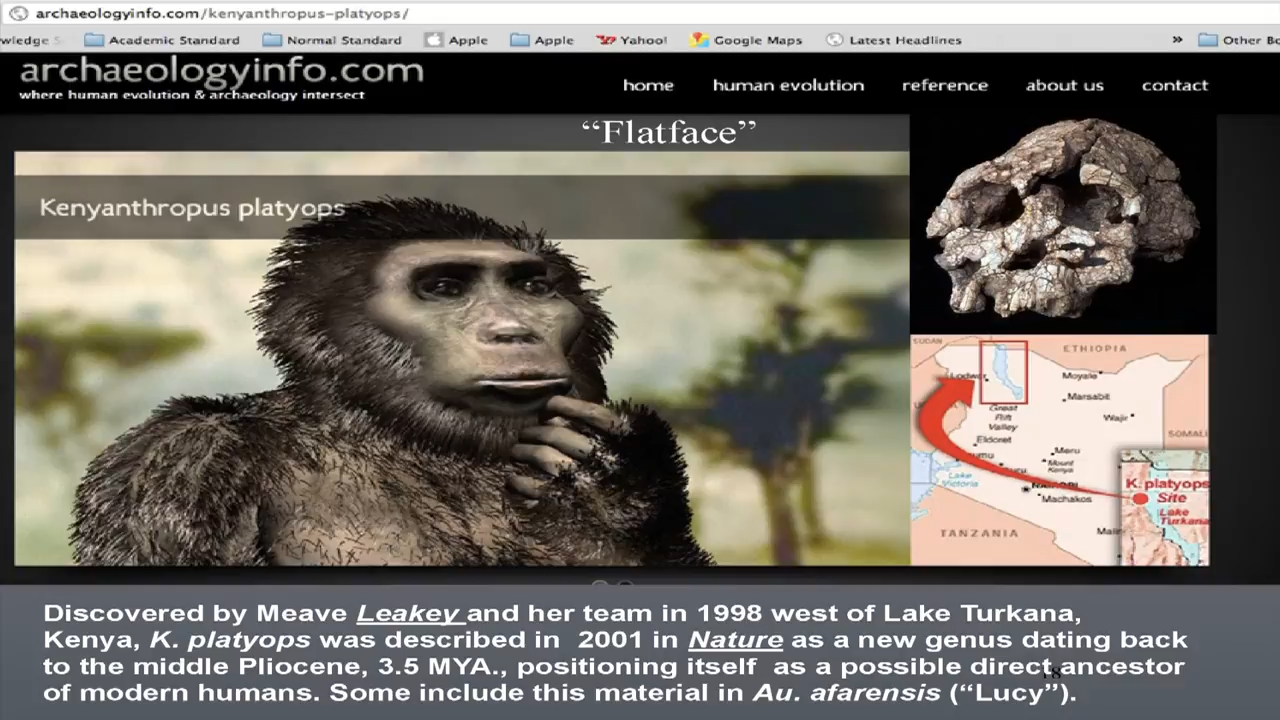 archaeologyinfo.com/kenyanthropus-platyops/
Academic Standard Normal Standard Apple Apple Yahoo! Google Maps Latest Headlines » Other
archaeologyinfo.com
where human evolution & archaeology intersect
home human evolution reference about us contact
“Flatface”
Kenyanthropus platyops
SUDAN
ETHIOPIA
Lodwar
Moyale
Marsabit
Great
Rift
Valley
Wajir
Eldoret
SOMALI
Meru
Mount
Kenya
Lake
Victoria
NAIROBI
Machakos
K. platyops
Site
Lake
Turkana
TANZANIA
Discovered by Meave Leakey and her team in 1998 west of Lake Turkana,
Kenya, K. platyops was described in 2001 in Nature as a new genus dating back
to the middle Pliocene, 3.5 MYA., positioning itself as a possible direct ancestor
of modern humans. Some include this material in Au. afarensis (“Lucy”).
18